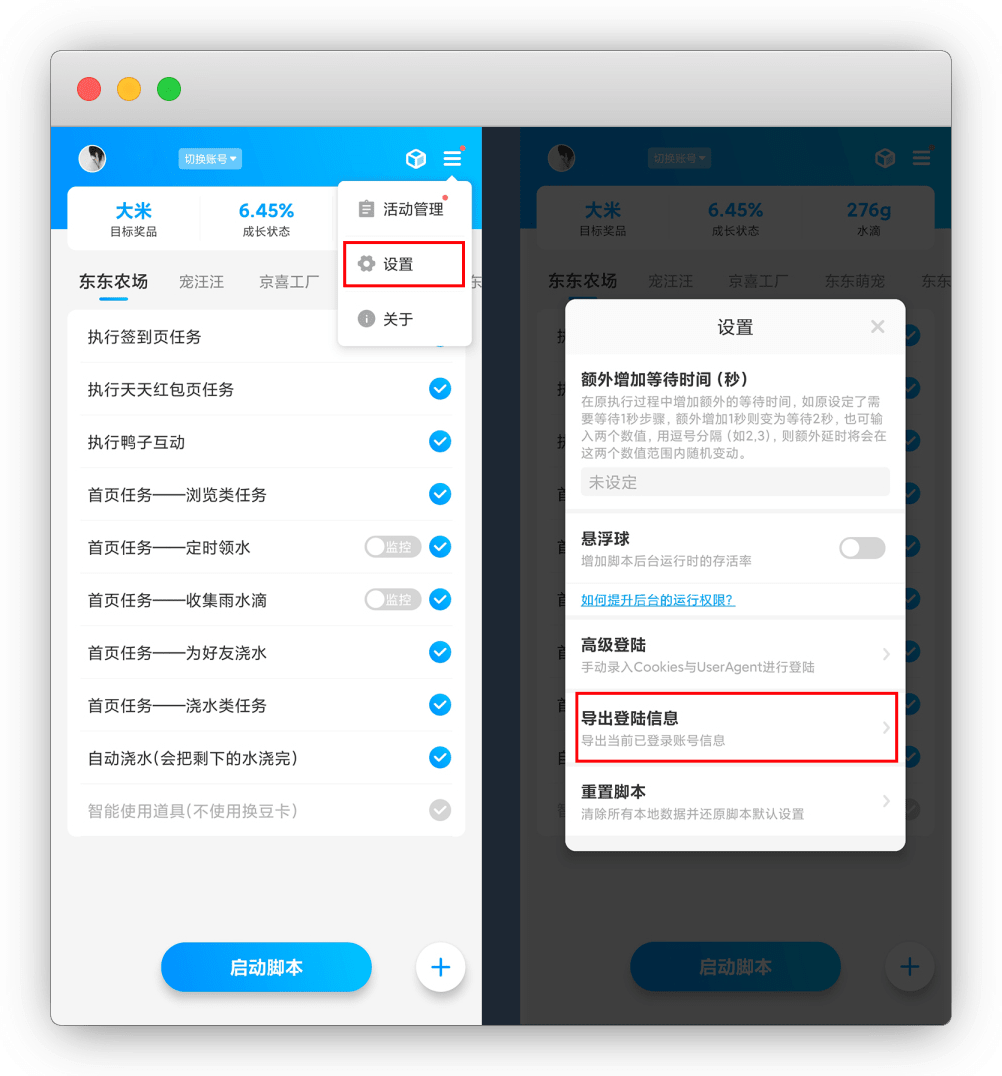 切换账号
大米
目标奖品
6.45%
成长状态
活动管理
设置
关于
东东农场
宠汪汪
京喜工厂
东
执行签到页任务
执行天天红包页任务
执行鸭子互动
首页任务——浏览类任务
首页任务——定时领水
监控
首页任务——收集雨水滴
监控
首页任务——为好友浇水
首页任务——浇水类任务
自动浇水(会把剩下的水浇完)
智能使用道具(不使用换豆卡)
启动脚本
切换账号
大米
目标奖品
6.45%
成长状态
276g
水滴
东东农场
宠汪汪
京喜工厂
东东萌宠
东东
设置
额外增加等待时间(秒)
在原执行过程中增加额外的等待时间, 如原设定了需
要等待1秒步骤, 额外增加1秒则变为等待2秒, 也可输
入两个数值, 用逗号分隔 (如2,3), 则额外延时将会在
这两个数值范围内随机变动。
未设定
悬浮球
增加脚本后台运行时的存活率
如何提升后台的运行权限?
高级登陆
手动录入Cookies与UserAgent进行登陆
导出登陆信息
导出当前已登录账号信息
重置脚本
清除所有本地数据并还原脚本默认设置
启动脚本